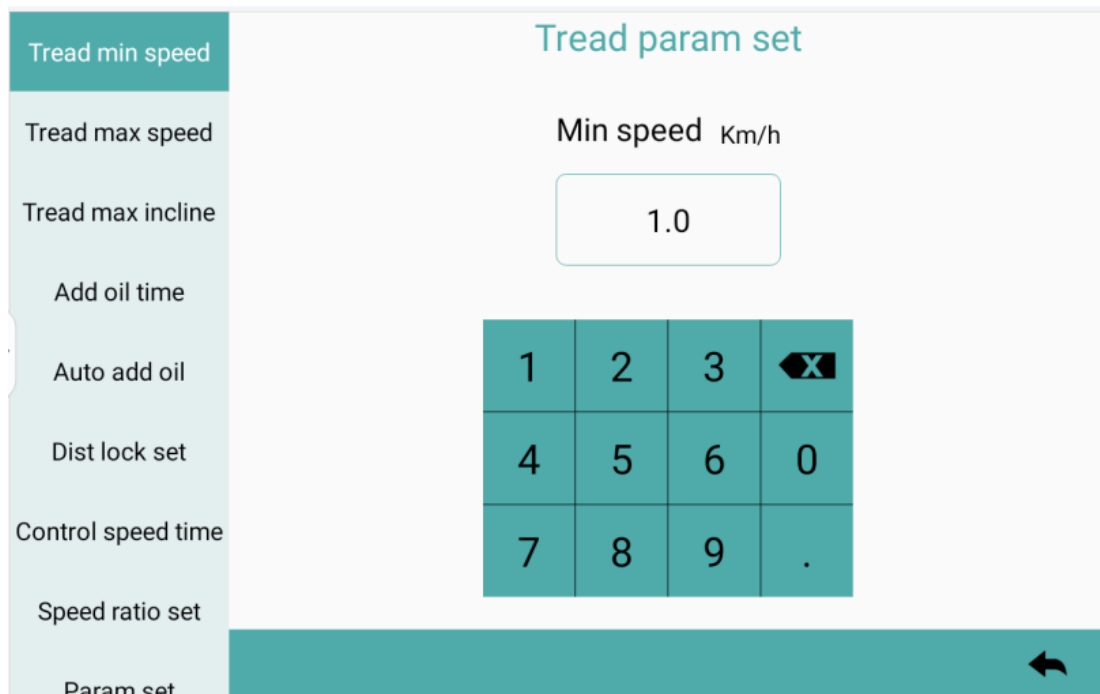 Tread min speed
Tread max speed
Tread max incline
Add oil time
Auto add oil
Dist lock set
Control speed time
Speed ratio set
Param set
Tread param set
Min speed Km/h
1.0
1 2 3 X
4 5 6 0
7 8 9 .